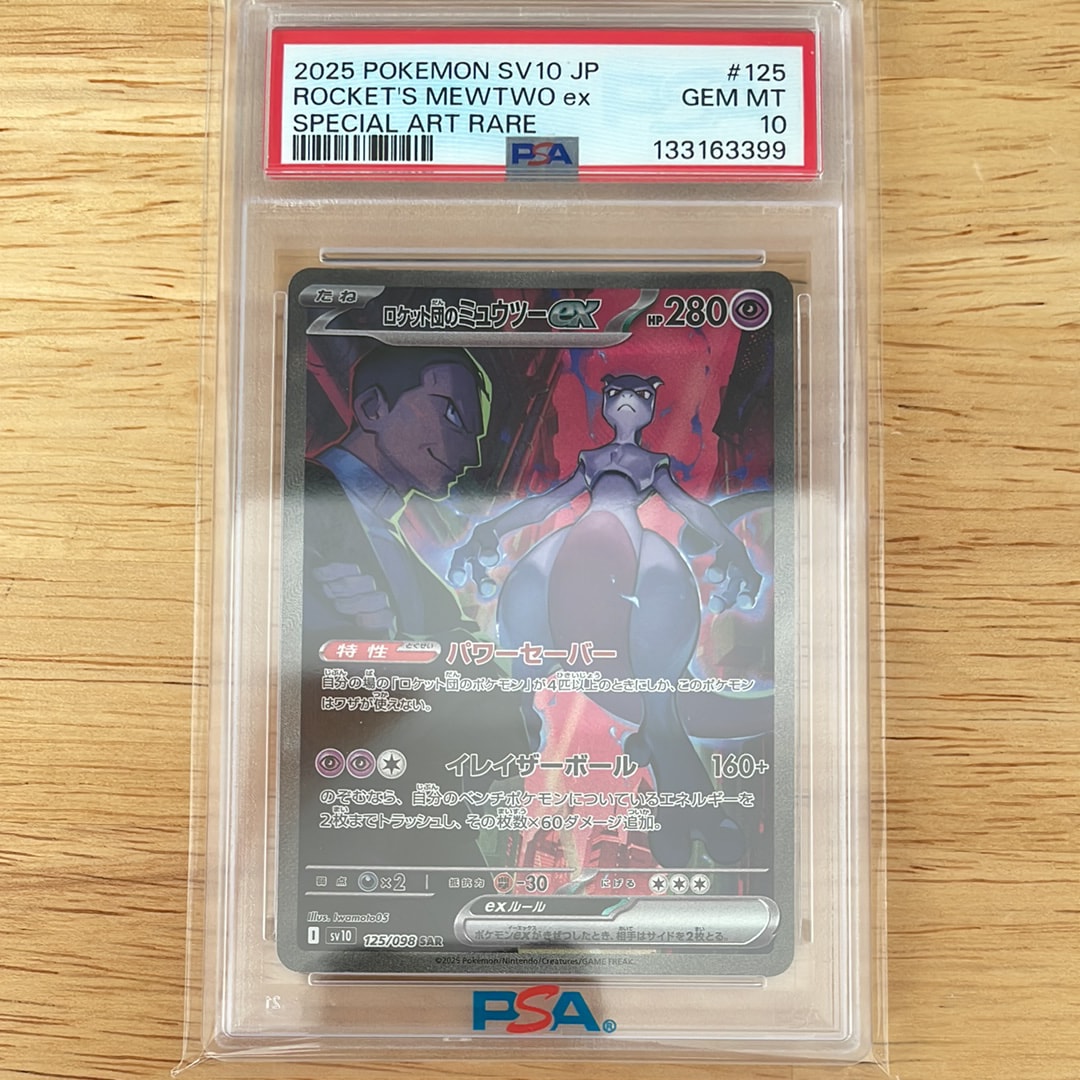 2025 POKEMON SV10 JP #125
ROCKET'S MEWTWO ex GEM MT
SPECIAL ART RARE 10
PSA 133163399
たね ロケット団のミュウツーex HP 280
特性 パワーセーバー
自分の場の「ロケット団のポケモン」が4匹以上のときにしか、このポケモン
はワザが使えない。
イレイザーボール 160+
のぞむなら、自分のベンチポケモンについているエネルギーを
2枚までトラッシュし、その枚数×60ダメージ追加。
弱点 ×2 抵抗力 -30 にげる
Illus. IwamotoO5
exルール
I SV10 125/098 SAR
ポケモンexがきぜつしたとき、相手はサイドを2枚とる。
©2025 Pokémon/Nintendo/Creatures/GAME FREAK.
PSA®